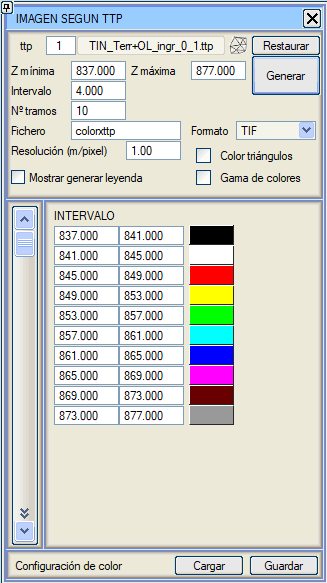 IMAGEN SEGUN TTP
ttp 1 TIN_Terr+OL_ingr_0_1.ttp Restaurar
Z mínima 837.000 Z máxima 877.000 Generar
Intervalo 4.000
Nº tramos 10
Fichero colorxttp Formato TIF
Resolución (m/pixel) 1.00 Color triángulos
Mostrar generar leyenda Gama de colores
INTERVALO
837.000 841.000
841.000 845.000
845.000 849.000
849.000 853.000
853.000 857.000
857.000 861.000
861.000 865.000
865.000 869.000
869.000 873.000
873.000 877.000
Configuración de color Cargar Guardar